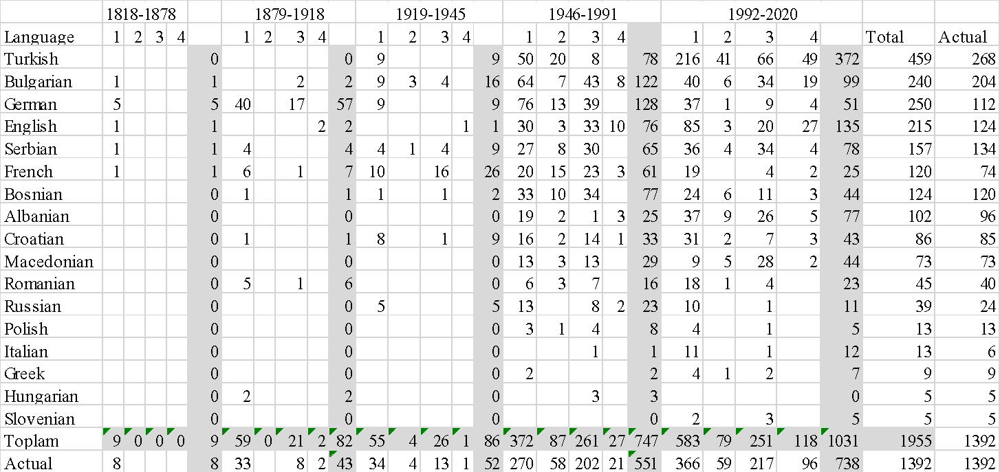 1818-1878 1879-1918 1919-1945 1946-1991 1992-2020
Language 1 2 3 4 1 2 3 4 1 2 3 4 1 2 3 4 1 2 3 4 Total Actual
Turkish 0 0 9 9 50 20 8 78 216 41 66 49 372 459 268
Bulgarian 1 1 2 2 9 3 4 16 64 7 43 8 122 40 6 34 19 99 240 204
German 5 5 40 17 57 9 9 76 13 39 128 37 1 9 4 51 250 112
English 1 1 2 2 1 1 30 3 33 10 76 85 3 20 27 135 215 124
Serbian 1 1 4 4 4 1 4 9 27 8 30 65 36 4 34 4 78 157 134
French 1 1 6 1 7 10 16 26 20 15 23 3 61 19 4 2 25 120 74
Bosnian 0 1 1 1 1 2 33 10 34 77 24 6 11 3 44 124 120
Albanian 0 0 0 19 2 1 3 25 37 9 26 5 77 102 96
Croatian 0 1 1 8 1 9 16 2 14 1 33 31 2 7 3 43 86 85
Macedonian 0 0 0 13 3 13 29 9 5 28 2 44 73 73
Romanian 0 5 1 6 0 6 3 7 16 18 1 4 23 45 40
Russian 0 0 5 5 13 8 2 23 10 1 11 39 24
Polish 0 0 0 3 1 4 8 4 1 5 13 13
Italian 0 0 0 1 1 11 1 12 13 6
Greek 0 0 0 2 2 4 1 2 7 9 9
Hungarian 0 2 2 0 3 3 0 5 5
Slovenian 0 0 0 0 2 3 5 5 5
Toplam 9 0 0 0 9 59 0 21 2 82 55 4 26 1 86 372 87 261 27 747 583 79 251 118 1031 1955 1392
Actual 8 8 33 8 2 43 34 4 13 1 52 270 58 202 21 551 366 59 217 96 738 1392 1392